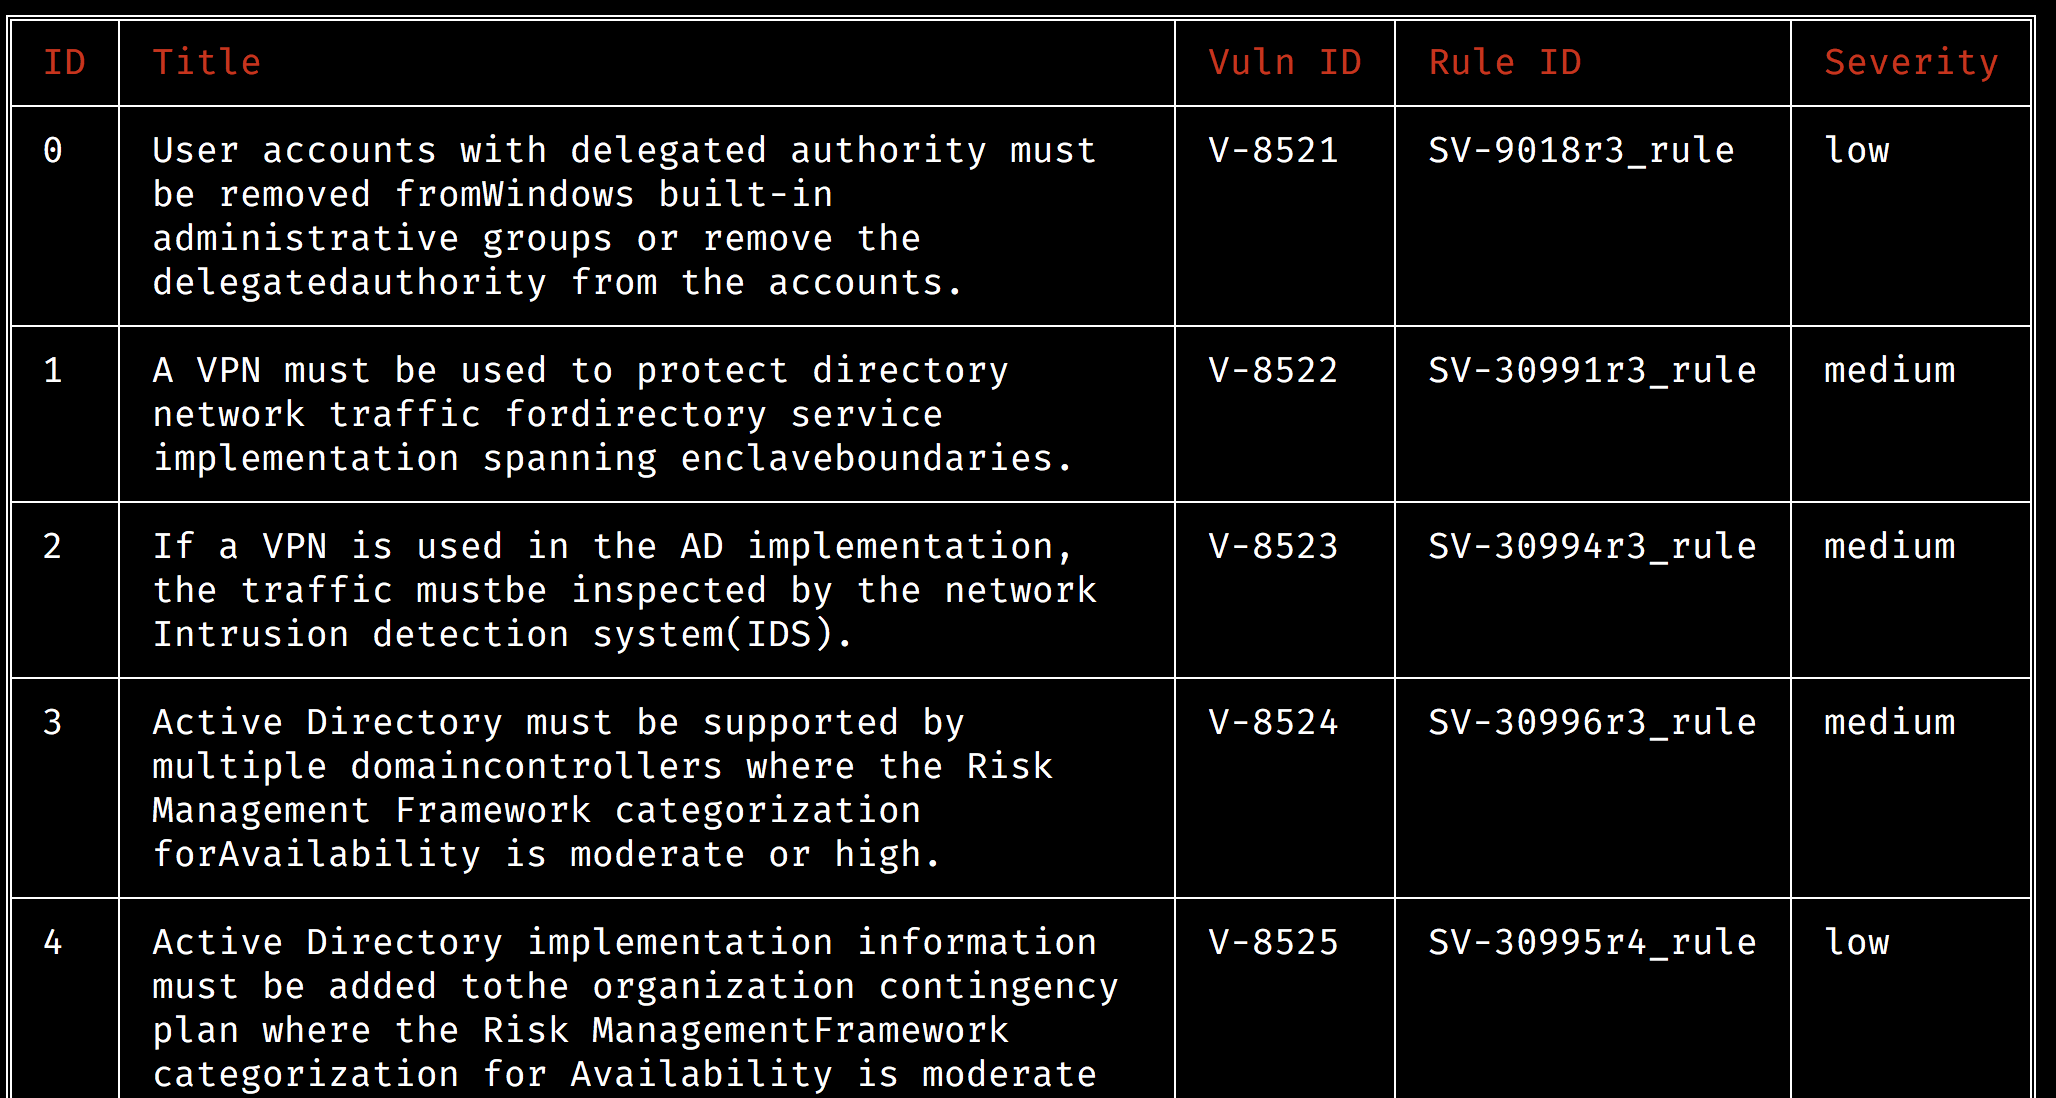 ID Title Vuln ID Rule ID Severity
0 User accounts with delegated authority must V-8521 SV-9018r3_rule low
be removed fromWindows built-in
administrative groups or remove the
delegatedauthority from the accounts.
1 A VPN must be used to protect directory V-8522 SV-30991r3_rule medium
network traffic fordirectory service
implementation spanning enclaveboundaries.
2 If a VPN is used in the AD implementation, V-8523 SV-30994r3_rule medium
the traffic mustbe inspected by the network
Intrusion detection system(IDS).
3 Active Directory must be supported by V-8524 SV-30996r3_rule medium
multiple domaincontrollers where the Risk
Management Framework categorization
forAvailability is moderate or high.
4 Active Directory implementation information V-8525 SV-30995r4_rule low
must be added tothe organization contingency
plan where the Risk ManagementFramework
categorization for Availability is moderate